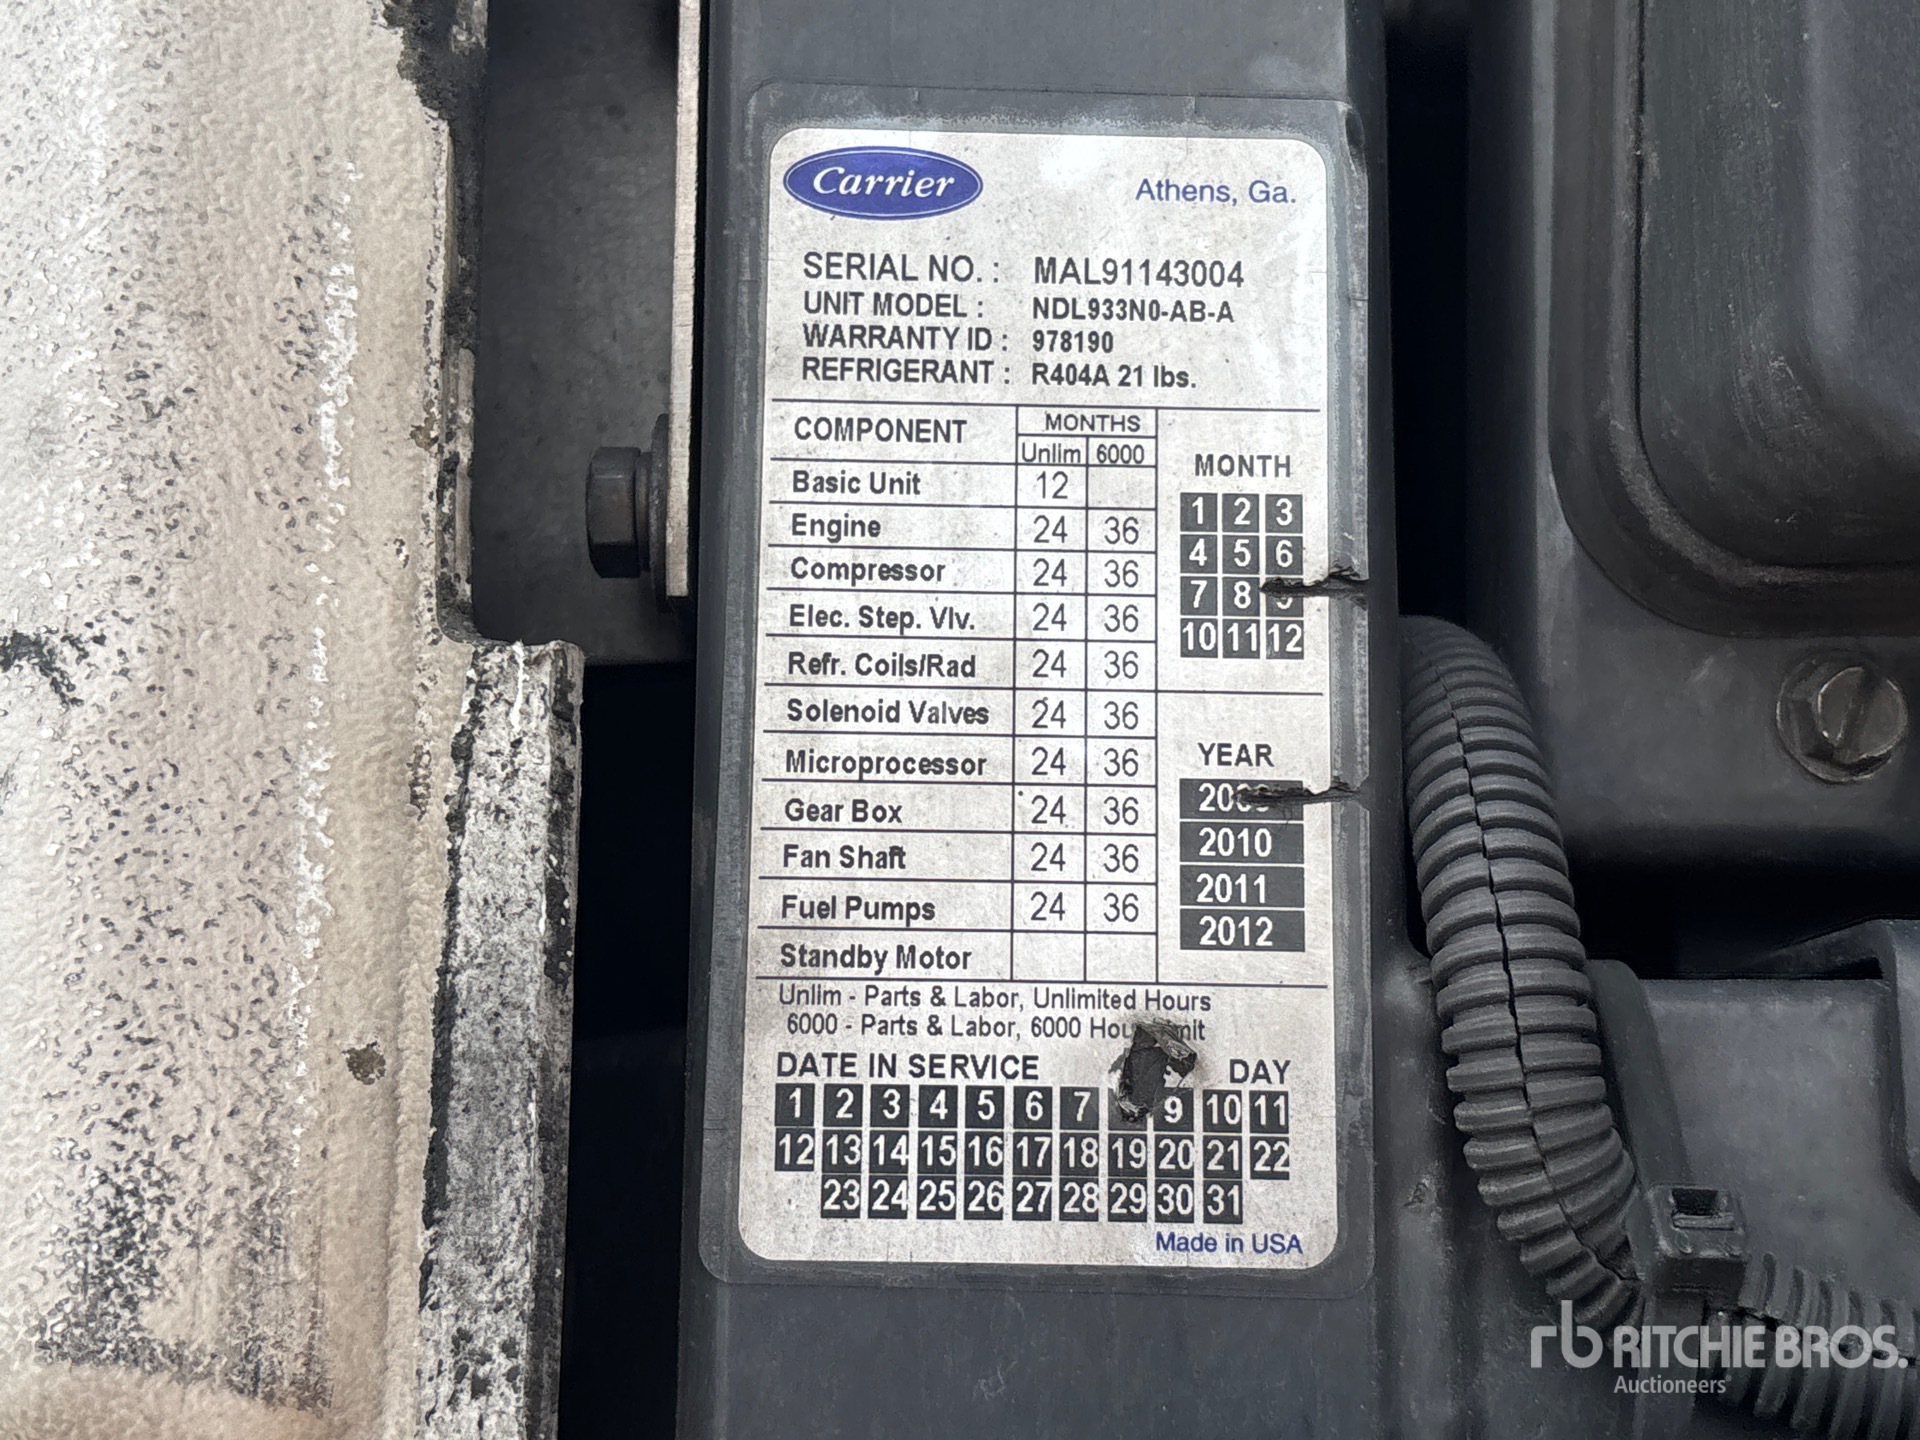 Carrier
Athens, Ga.
SERIAL NO. : MAL91143004
UNIT MODEL : NDL933N0-AB-A
WARRANTY ID : 978190
REFRIGERANT : R404A 21 lbs.
COMPONENT MONTHS
Unlim 6000
Basic Unit 12
Engine 24 36
Compressor 24 36
Elec. Step. Vlv. 24 36
Refr. Coils/Rad 24 36
Solenoid Valves 24 36
Microprocessor 24 36
Gear Box 24 36
Fan Shaft 24 36
Fuel Pumps 24 36
Standby Motor
MONTH
1 2 3
4 5 6
7 8 9
10 11 12
YEAR
2010
2011
2012
Unlim - Parts & Labor, Unlimited Hours
6000 - Parts & Labor, 6000
DATE IN SERVICE DAY
1 2 3 4 5 6 7 9 10 11
12 13 14 15 16 17 18 19 20 21 22
23 24 25 26 27 28 29 30 31
Made in USA
rb RITCHIE BROS.
Auctioneers